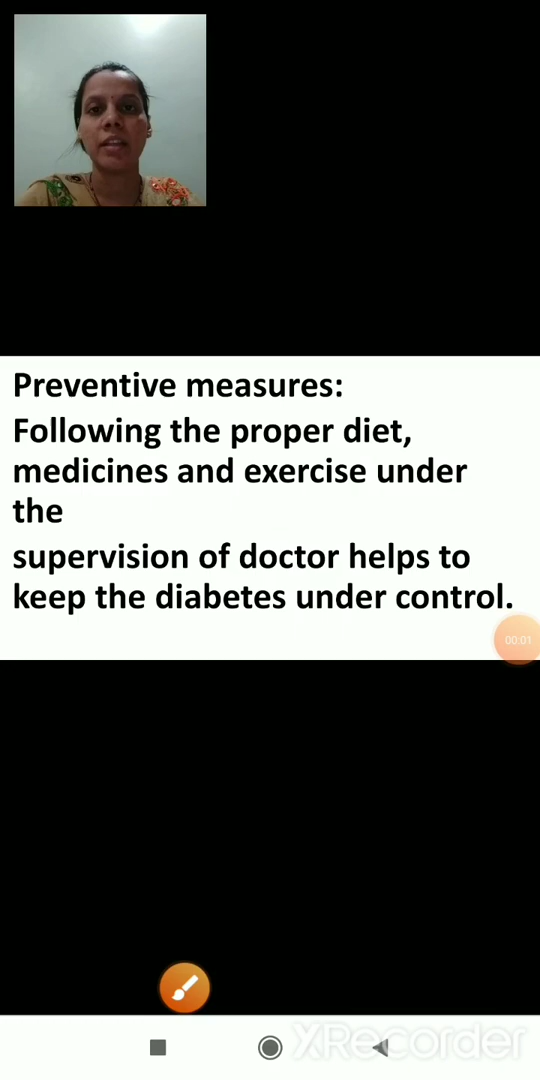 Preventive measures:
Following the proper diet,
medicines and exercise under
the
supervision of doctor helps to
keep the diabetes under control.
00:01
XRecorder